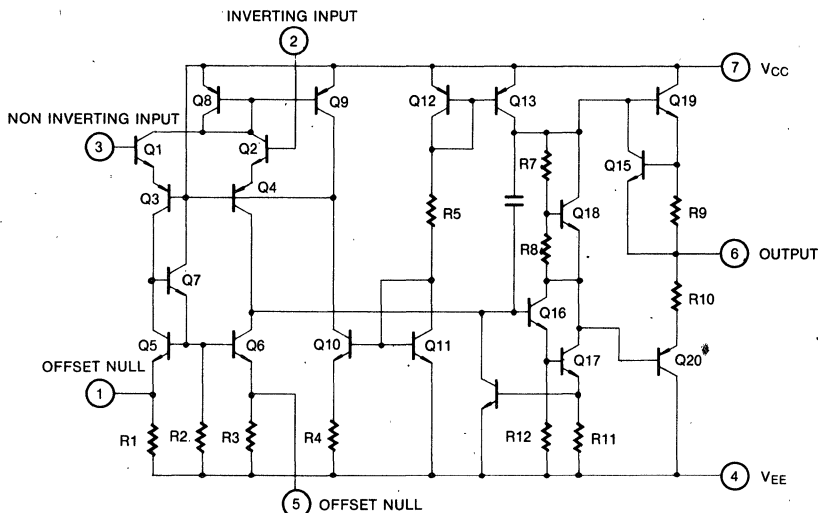 INVERTING INPUT
2
7 VCC
Q8
Q9
Q12
Q13
Q19
NON INVERTING INPUT
3
Q1
Q2
Q15
R7
Q3
Q4
R5
Q18
R9
R8
6 OUTPUT
Q7
R10
Q16
Q5
Q6
Q10
Q11
Q17
Q20
OFFSET NULL
1
R1
R2
R3
R4
R12
R11
4 VEE
5 OFFSET NULL